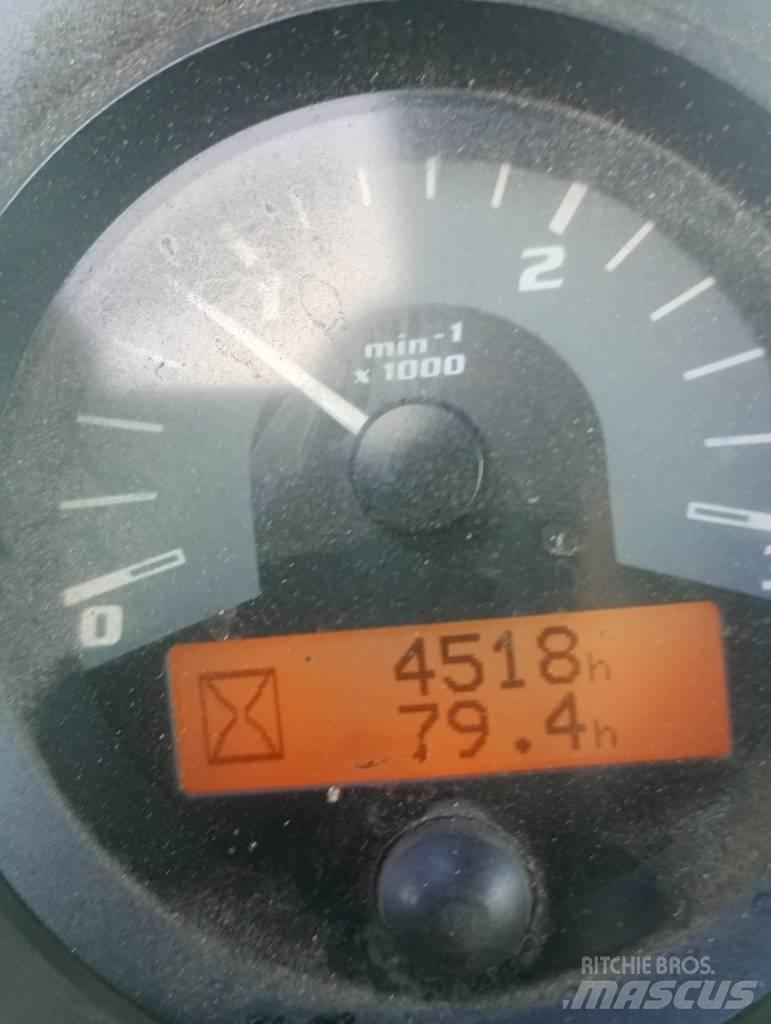 2
min-1
x 1000
0
4518h
79.4h
RITCHIE BROS.
MASCUS